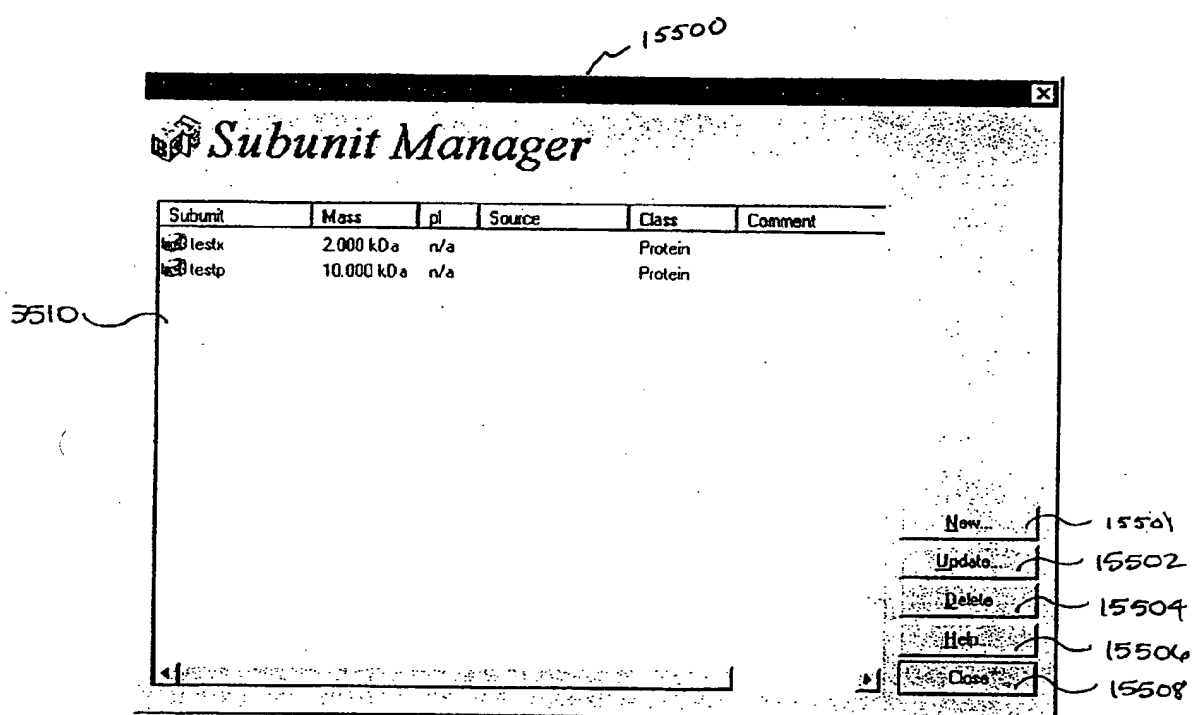 15500
Subunit Manager
Subunit Mass pI Source Class Comment
testx 2.000 kDa n/a Protein
testp 10.000 kDa n/a Protein
3510
New... 15501
Update... 15502
Delete 15504
Help... 15506
Close 15508